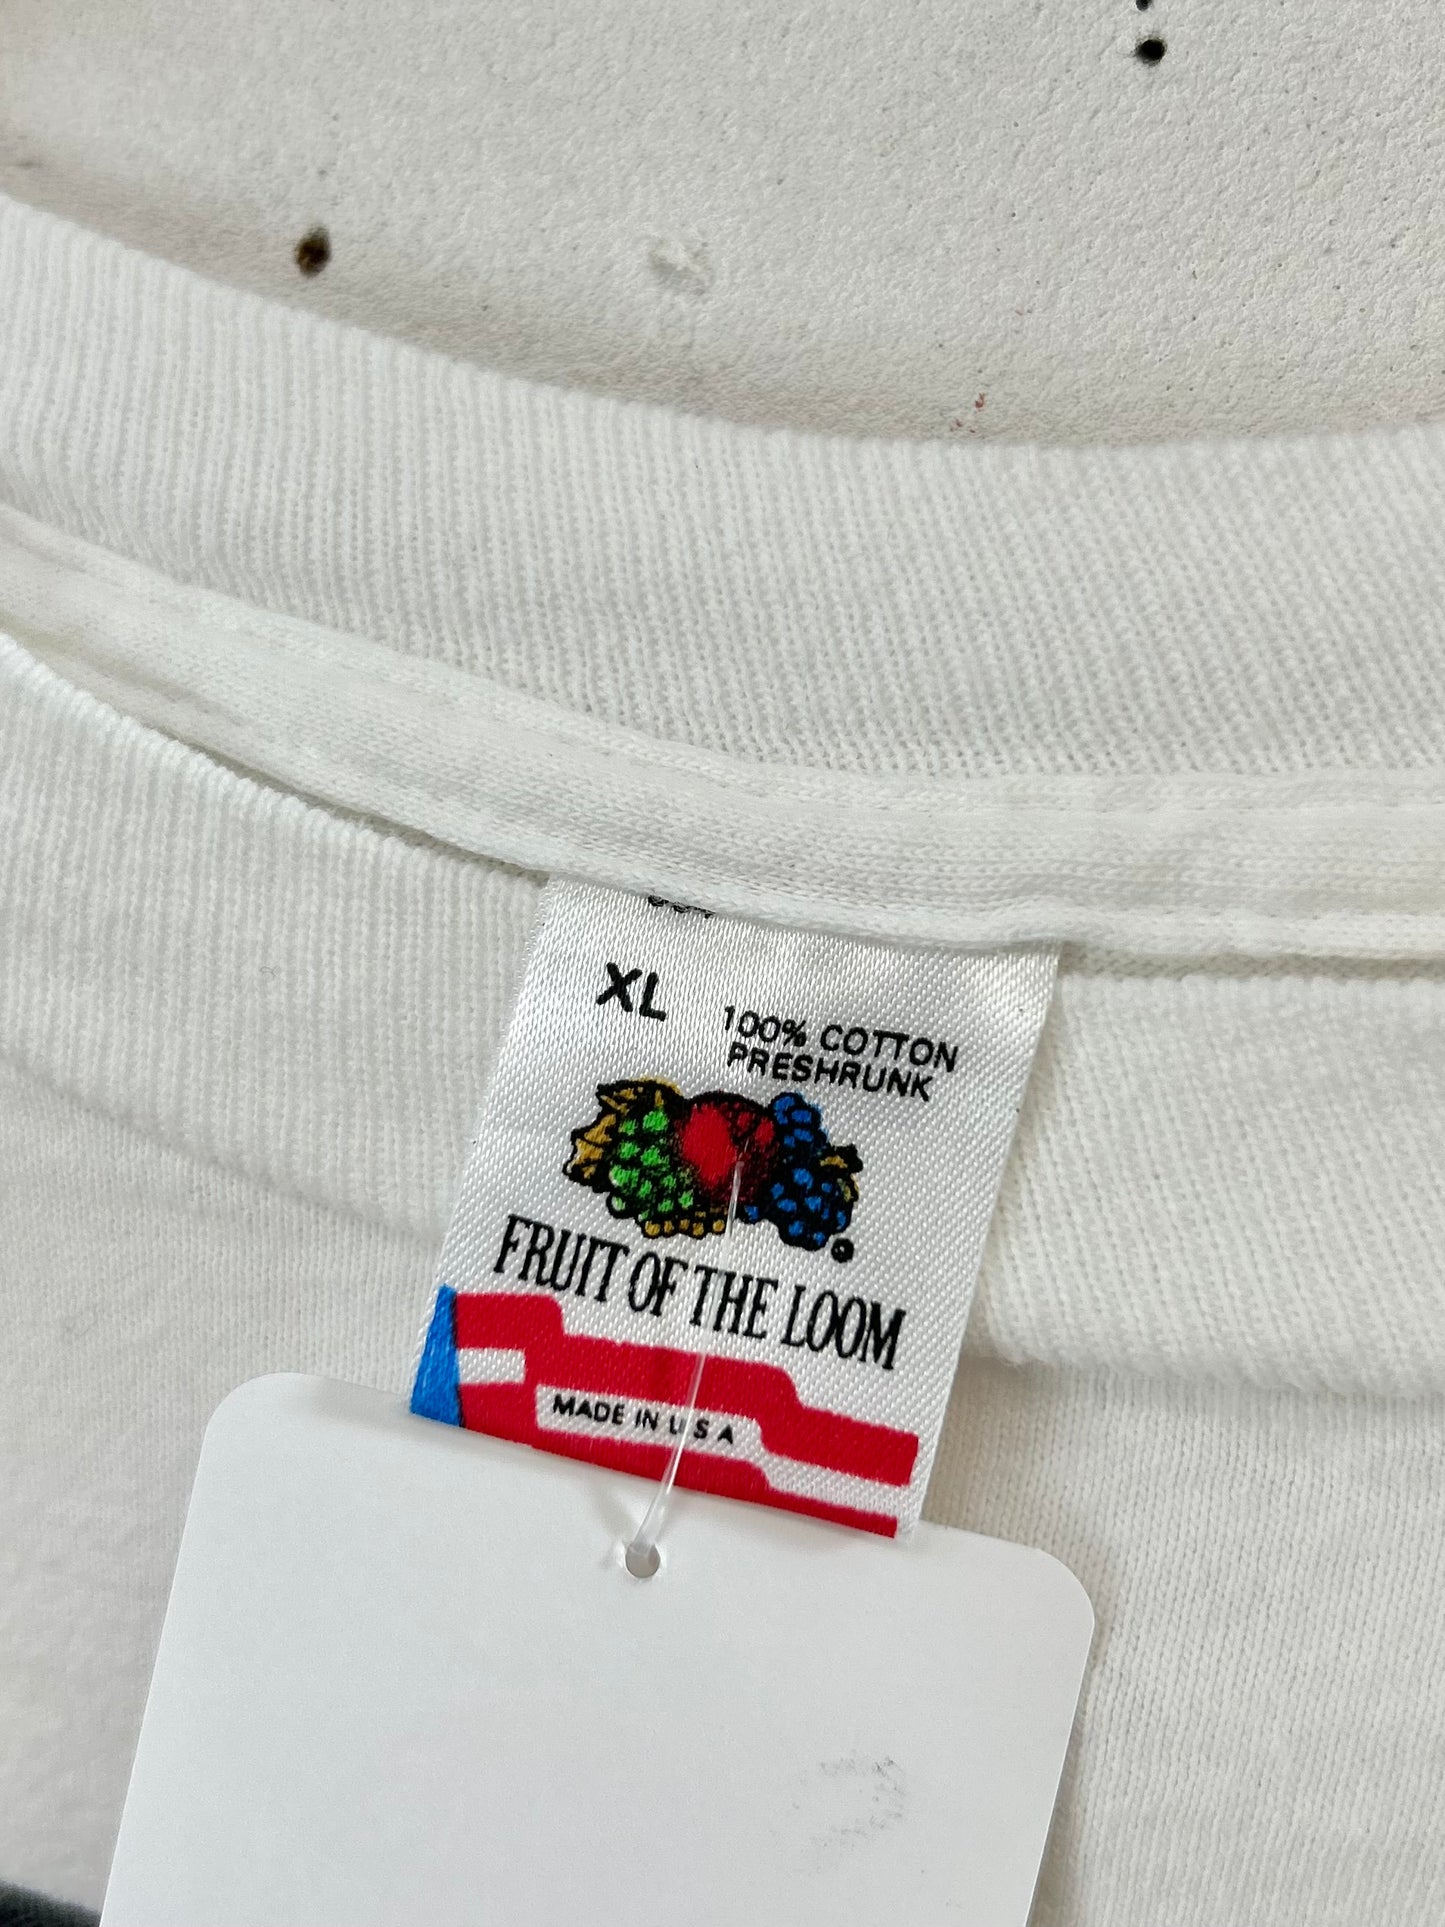 XL
100% COTTON
PRESHRUNK
FRUIT OF THE LOOM
MADE IN U.S.A